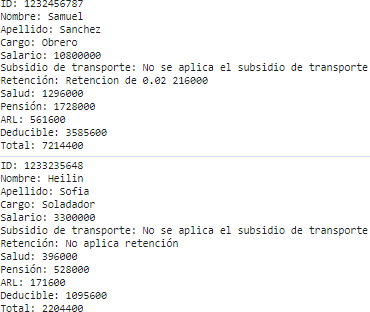 ID: 1232456787
Nombre: Samuel
Apellido: Sanchez
Cargo: Obrero
Salario: 10800000
Subsidio de transporte: No se aplica el subsidio de transporte
Retención: Retencion de 0.02 216000
Salud: 1296000
Pensión: 1728000
ARL: 561600
Deducible: 3585600
Total: 7214400
ID: 1233235648
Nombre: Heilin
Apellido: Sofia
Cargo: Soladador
Salario: 3300000
Subsidio de transporte: No se aplica el subsidio de transporte
Retención: No aplica retención
Salud: 396000
Pensión: 528000
ARL: 171600
Deducible: 1095600
Total: 2204400